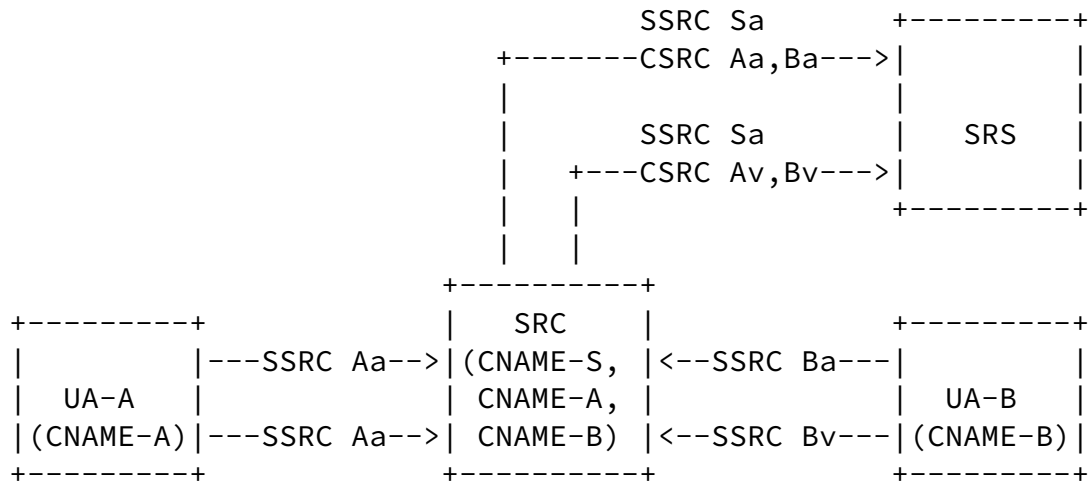 SSRC Sa
CSRC Aa,Ba
SSRC Sa
SRS
CSRC Av,Bv
SRC
SSRC Aa
(CNAME-S,
SSRC Ba
UA-A
CNAME-A,
UA-B
(CNAME-A)
SSRC Aa
CNAME-B)
SSRC Bv
(CNAME-B)